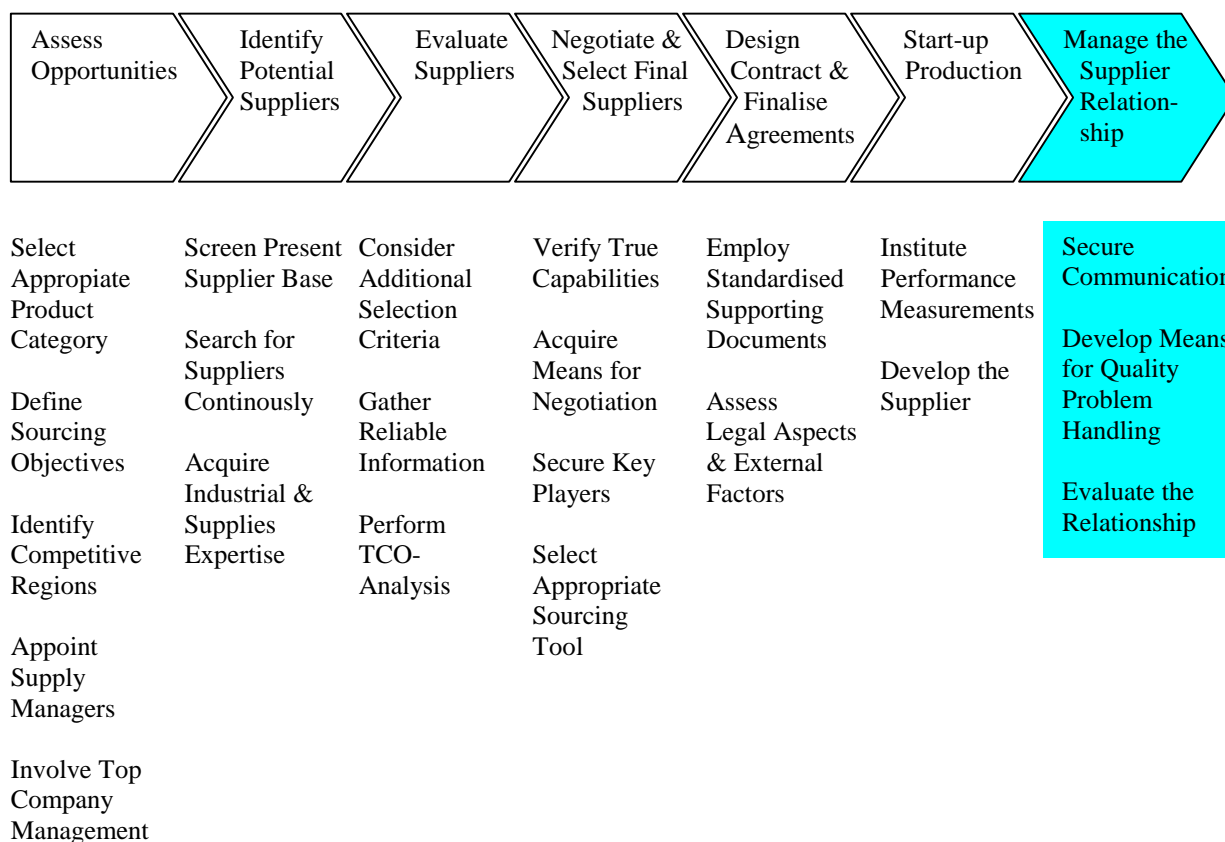 Assess
Opportunities
Identify
Potential
Suppliers
Evaluate
Suppliers
Negotiate &
Select Final
Suppliers
Design
Contract &
Finalise
Agreements
Start-up
Production
Manage the
Supplier
Relation-
ship
Select
Appropiate
Product
Category
Define
Sourcing
Objectives
Identify
Competitive
Regions
Appoint
Supply
Managers
Involve Top
Company
Management
Screen Present
Supplier Base
Search for
Suppliers
Continously
Acquire
Industrial &
Supplies
Expertise
Consider
Additional
Selection
Criteria
Gather
Reliable
Information
Perform
TCO-
Analysis
Verify True
Capabilities
Acquire
Means for
Negotiation
Secure Key
Players
Select
Appropriate
Sourcing
Tool
Employ
Standardised
Supporting
Documents
Assess
Legal Aspects
& External
Factors
Institute
Performance
Measurements
Develop the
Supplier
Secure
Communication
Develop Means
for Quality
Problem
Handling
Evaluate the
Relationship